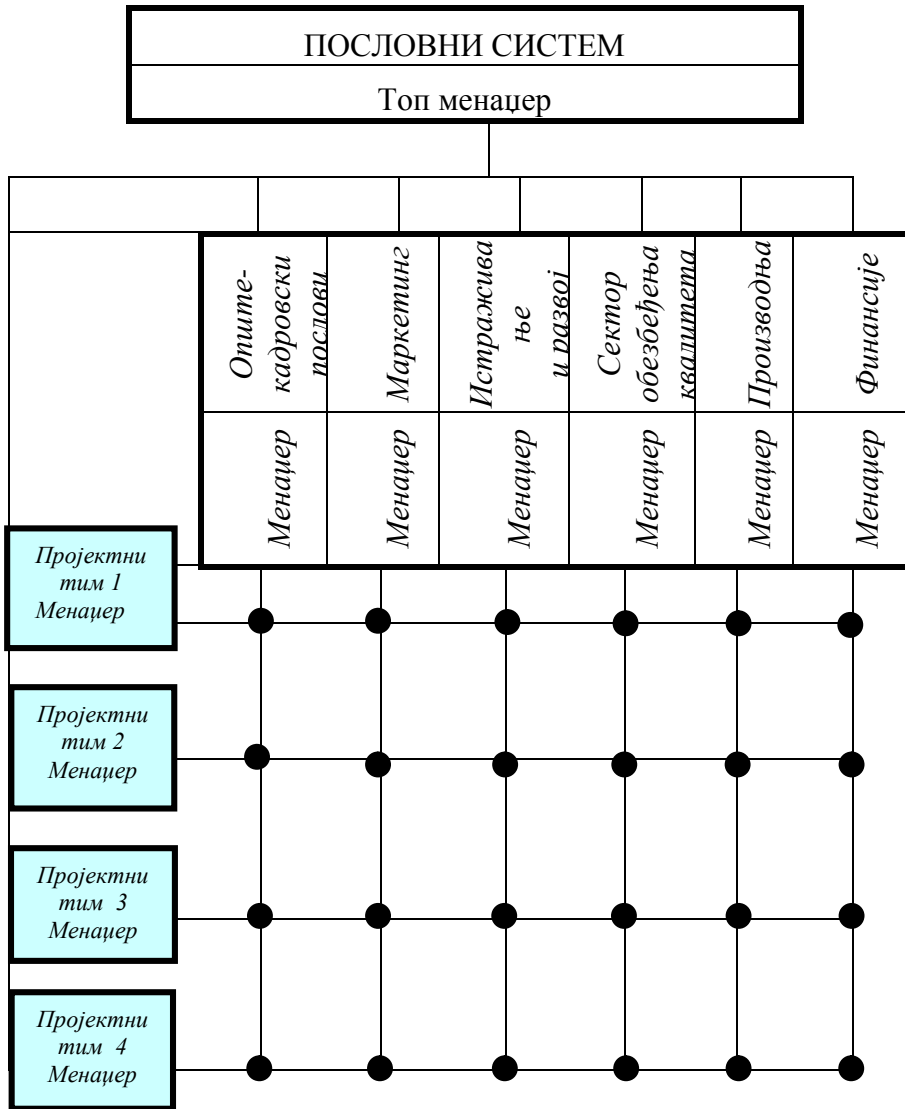 ПОСЛОВНИ СИСТЕМ
Топ менаџер
Опште-
кадровски
послови
Маркетинг
Истражива
ње
и развој
Сектор
обезбеђења
квалитета
Производња
Финансије
Менаџер
Менаџер
Менаџер
Менаџер
Менаџер
Менаџер
Пројектни
тим 1
Менаџер
Пројектни
тим 2
Менаџер
Пројектни
тим 3
Менаџер
Пројектни
тим 4
Менаџер